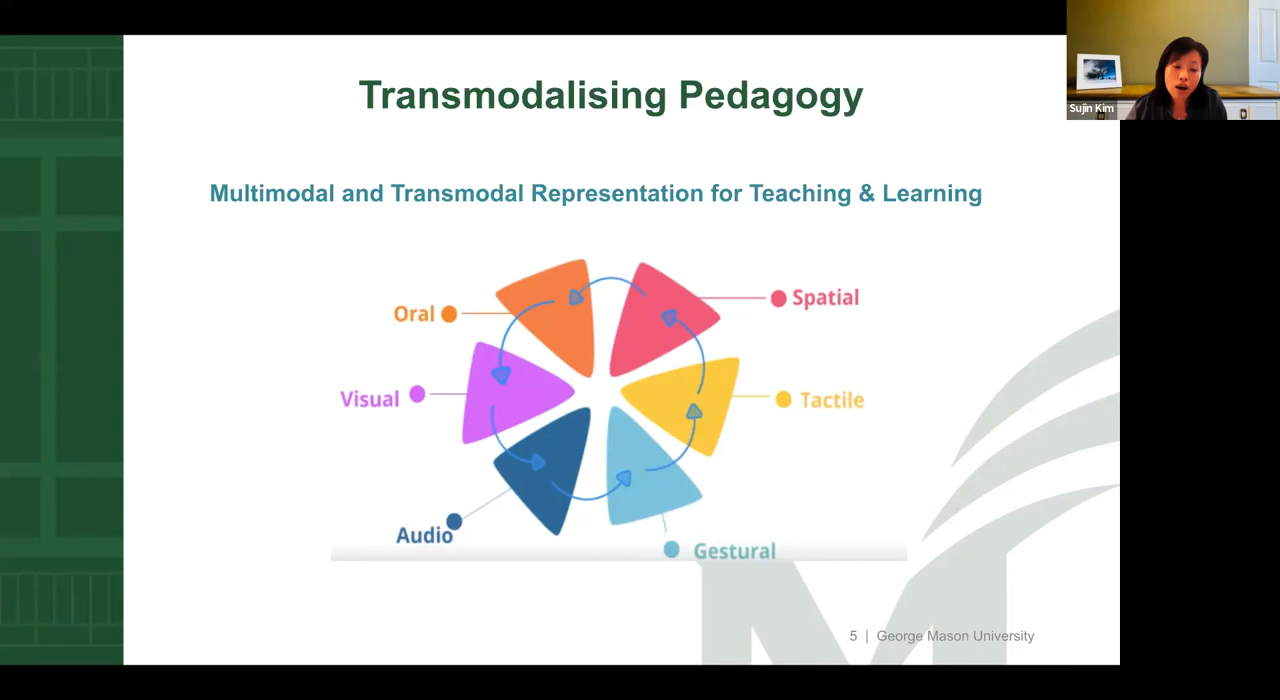 Transmodalising Pedagogy
Sujin Kim
Multimodal and Transmodal Representation for Teaching & Learning
Oral
Spatial
Visual
Tactile
Audio
Gestural
5 | George Mason University